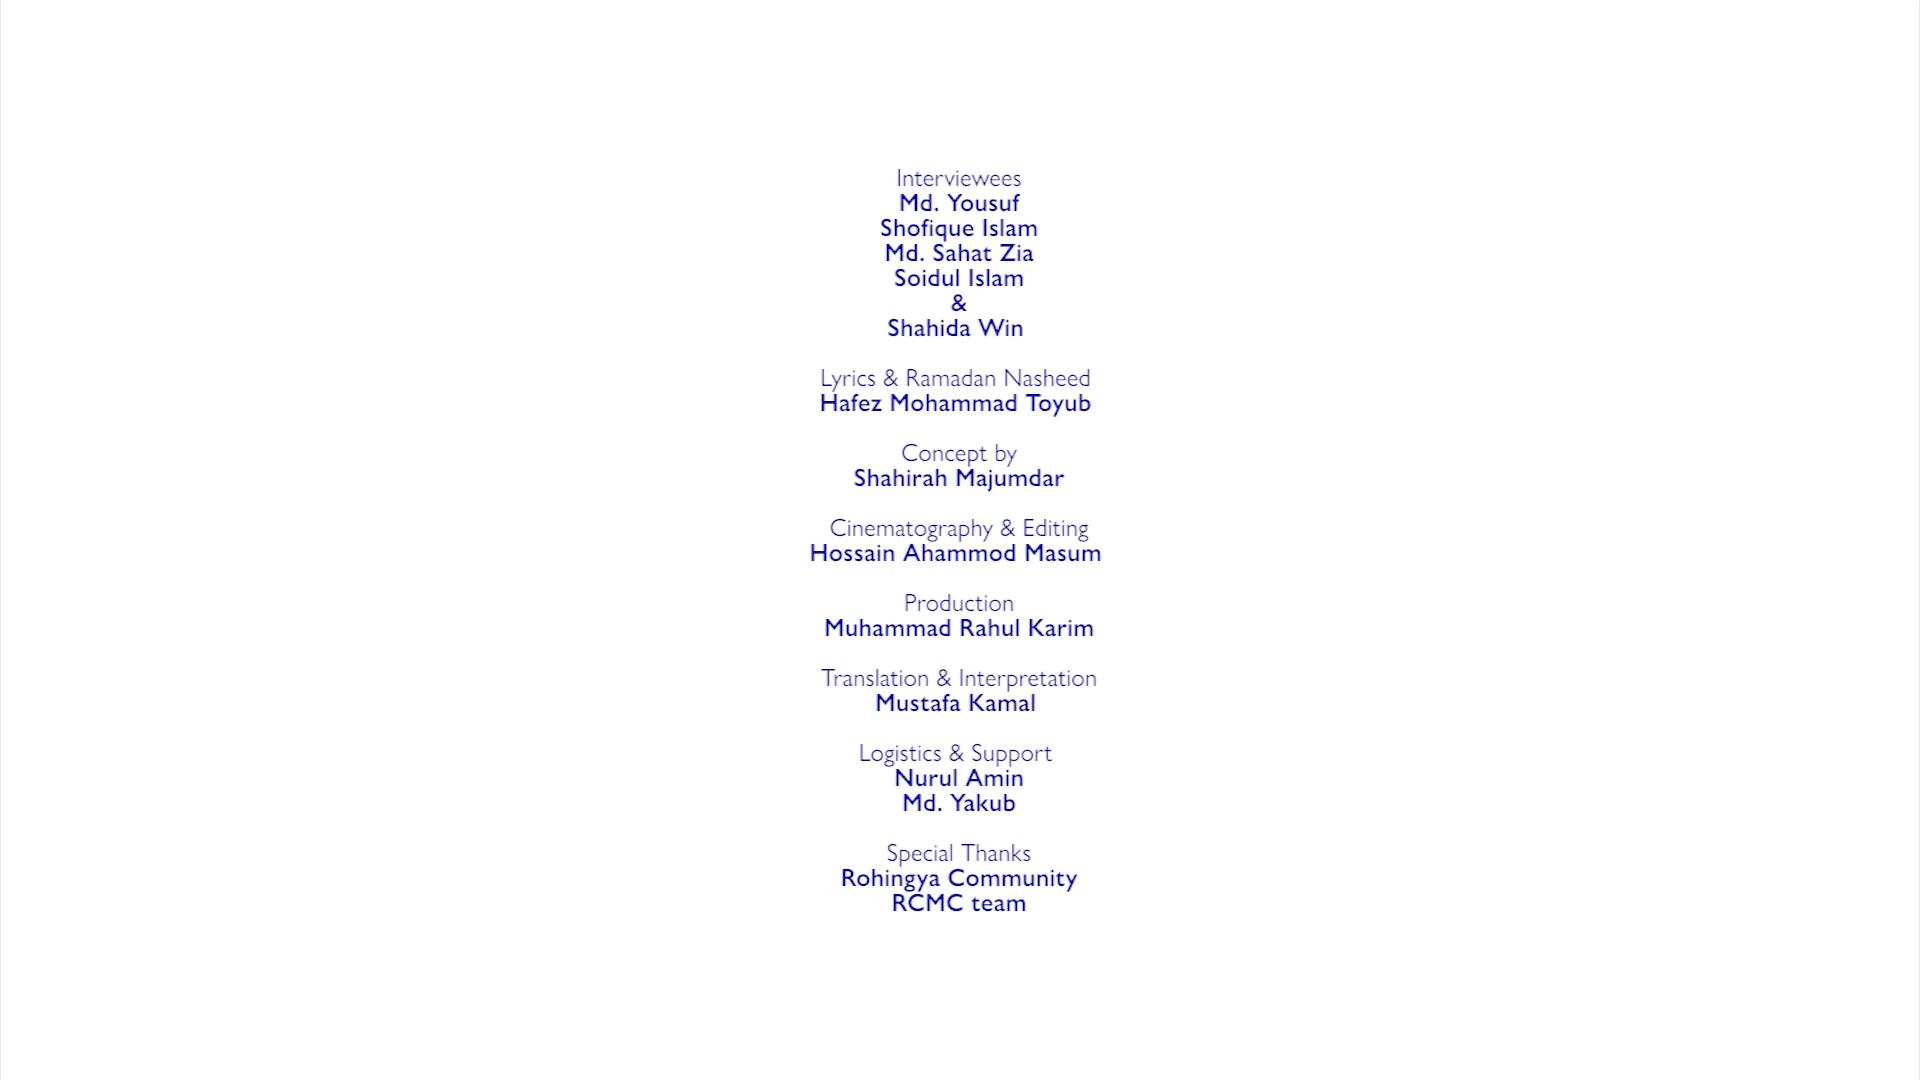 Interviewees
Md. Yousuf
Shofique Islam
Md. Sahat Zia
Soidul Islam
&
Shahida Win
Lyrics & Ramadan Nasheed
Hafez Mohammad Toyub
Concept by
Shahirah Majumdar
Cinematography & Editing
Hossain Ahammod Masum
Production
Muhammad Rahul Karim
Translation & Interpretation
Mustafa Kamal
Logistics & Support
Nurul Amin
Md. Yakub
Special Thanks
Rohingya Community
RCMC team